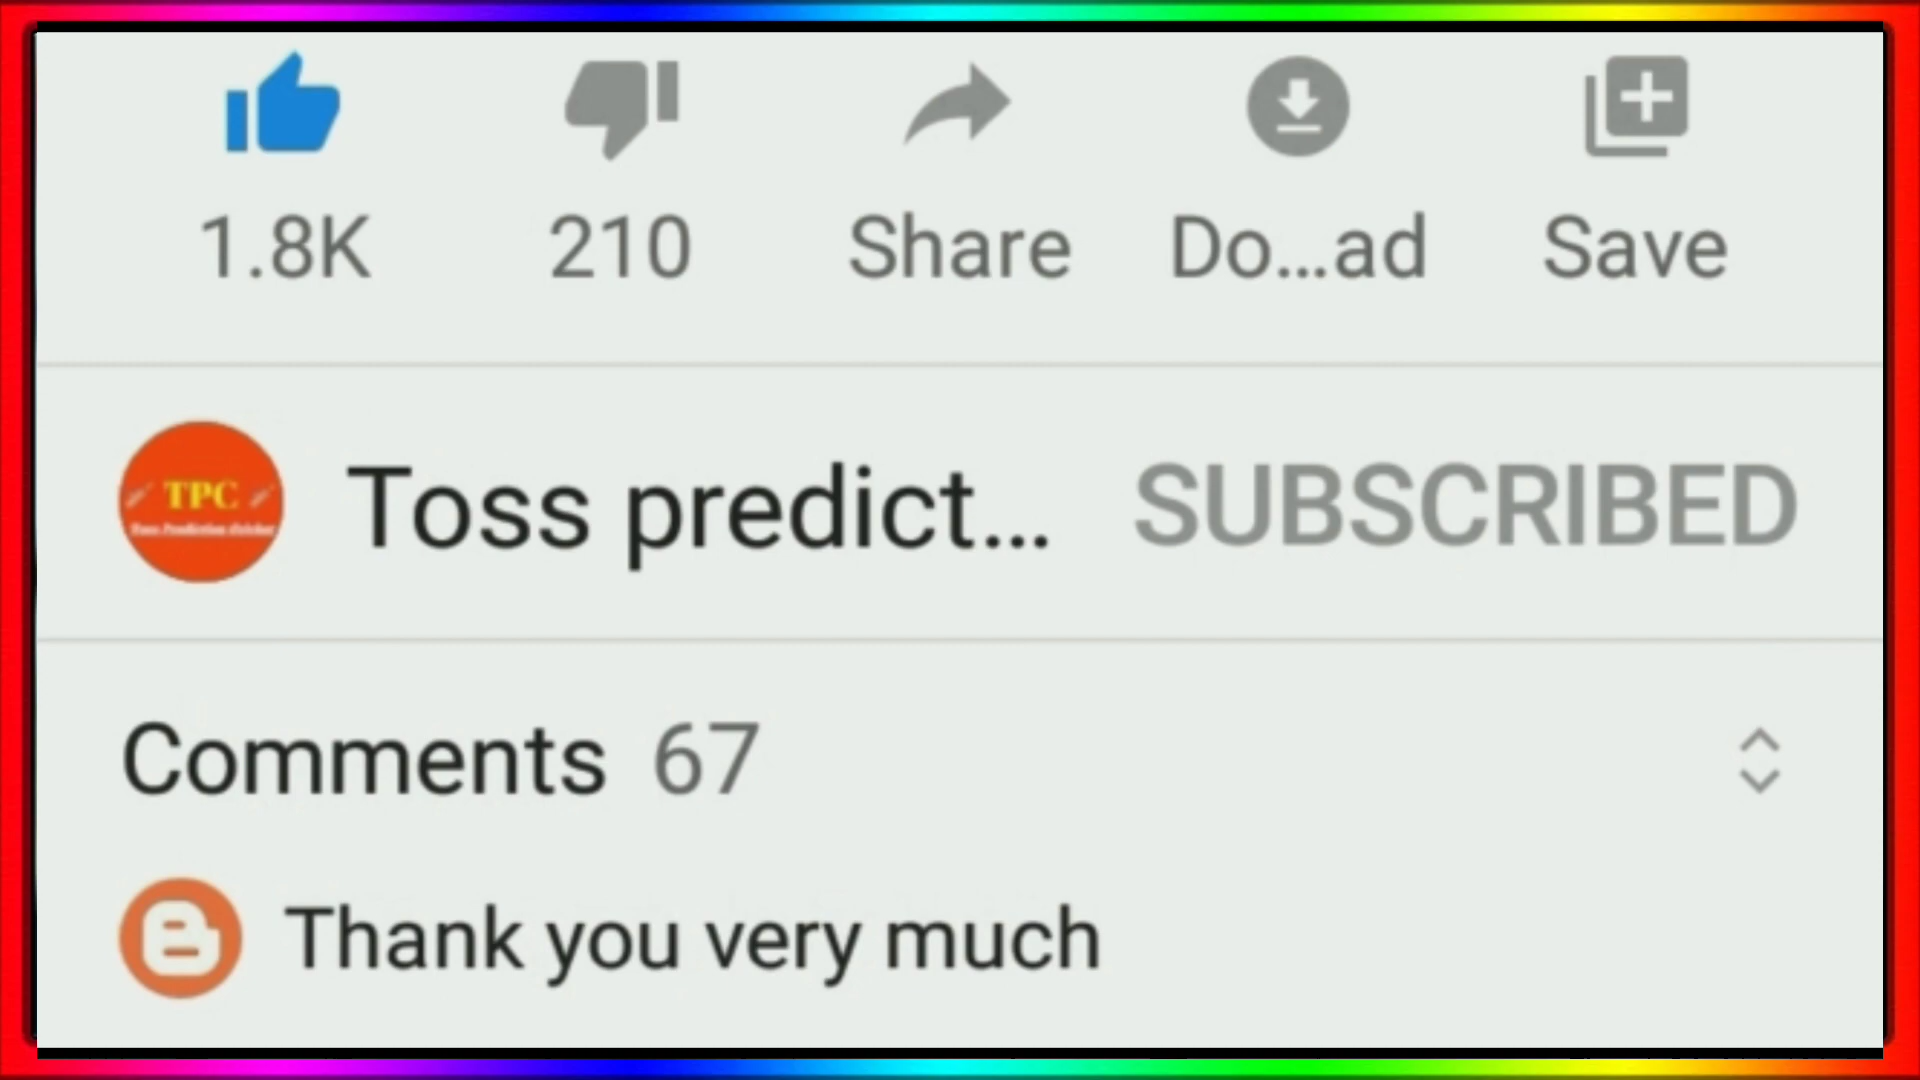 1.8K 210 Share Do...ad Save
TPC
Toss predict... SUBSCRIBED
Comments 67
Thank you very much